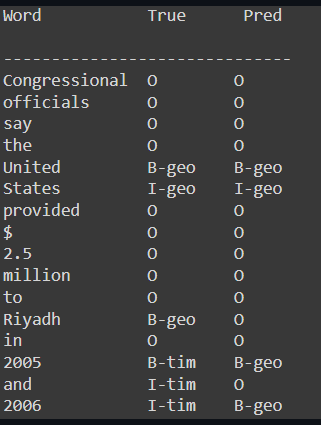 Word True Pred
------------------------------
Congressional O O
officials O O
say O O
the O O
United B-geo B-geo
States I-geo I-geo
provided O O
$ O O
2.5 O O
million O O
to O O
Riyadh B-geo O
in O O
2005 B-tim B-geo
and I-tim O
2006 I-tim B-geo